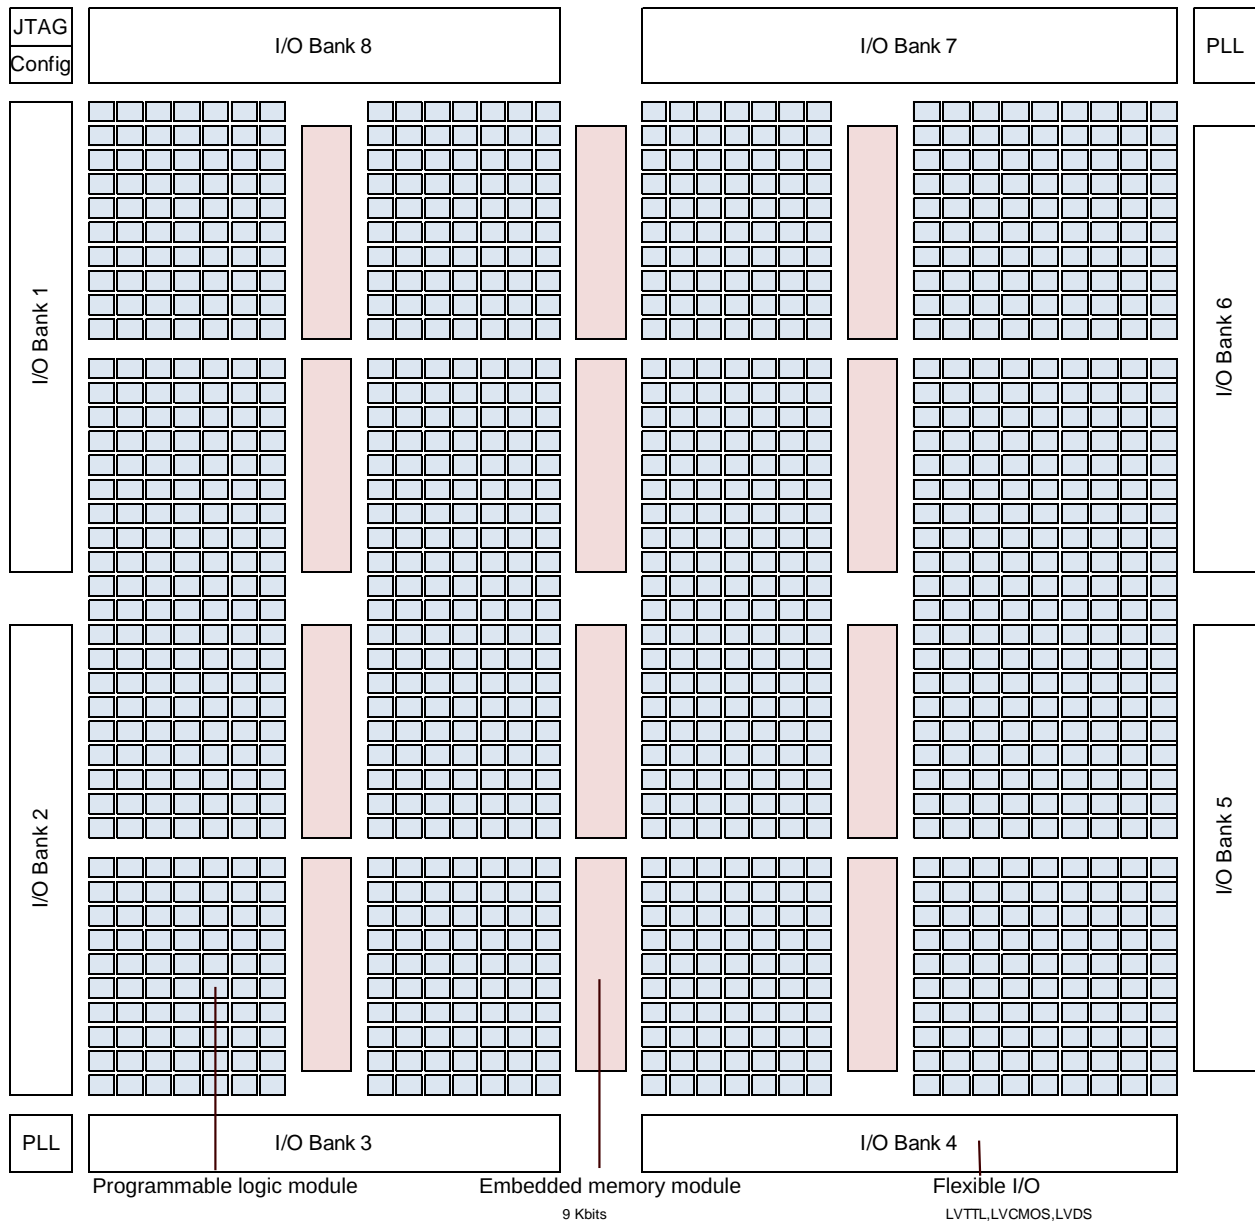 JTAG
Config
I/O Bank 8
I/O Bank 7
PLL
I/O Bank 1
I/O Bank 6
I/O Bank 2
I/O Bank 5
PLL
I/O Bank 3
I/O Bank 4
Programmable logic module
Embedded memory module
Flexible I/O
9 Kbits
LVTTL,LVCMOS,LVDS